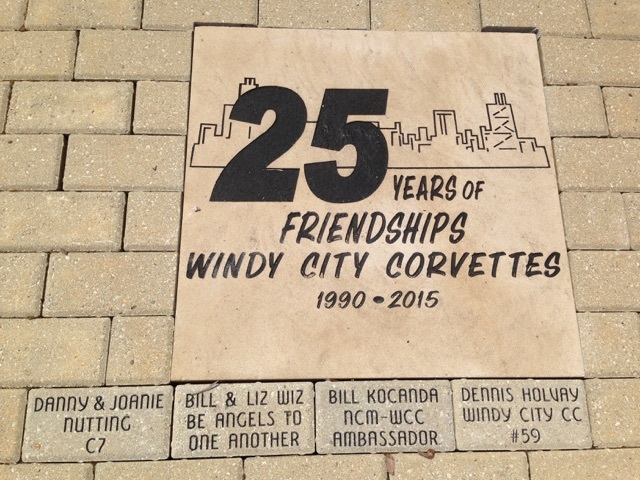 25
YEARS OF
FRIENDSHIPS
WINDY CITY CORVETTES
1990 • 2015
DANNY & JOANIE
NUTTING
C7
BILL & LIZ WIZ
BE ANGELS TO
ONE ANOTHER
BILL KOCANDA
NCM-WCC
AMBASSADOR
DENNIS HOLVAY
WINDY CITY CC
#59